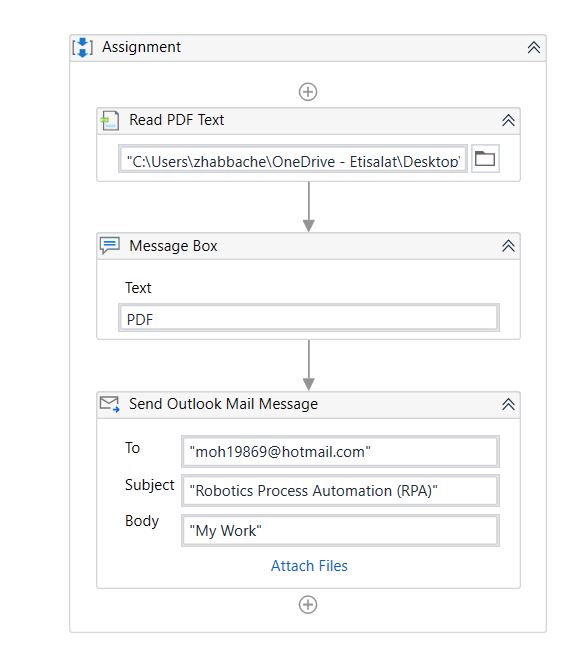 Assignment
Read PDF Text
"C:\Users\zhabbache\OneDrive - Etisalat\Desktop'
Message Box
Text
PDF
Send Outlook Mail Message
To
"moh19869@hotmail.com"
Subject
"Robotics Process Automation (RPA)"
Body
"My Work"
Attach Files